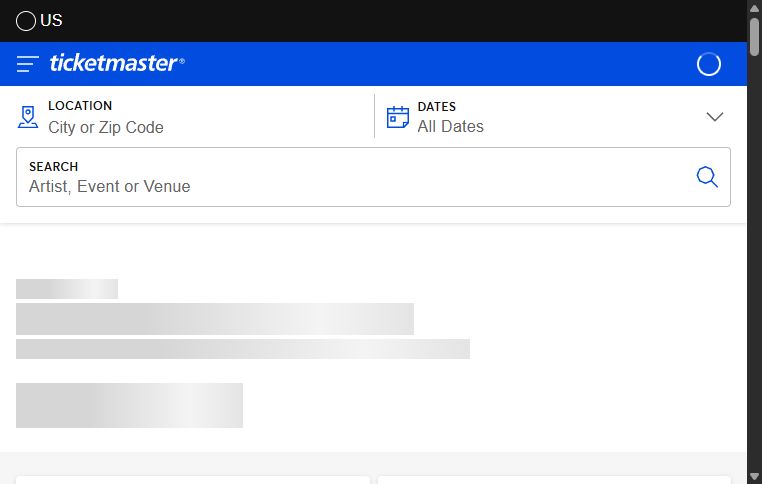 US
ticketmaster®
LOCATION
City or Zip Code
DATES
All Dates
SEARCH
Artist, Event or Venue